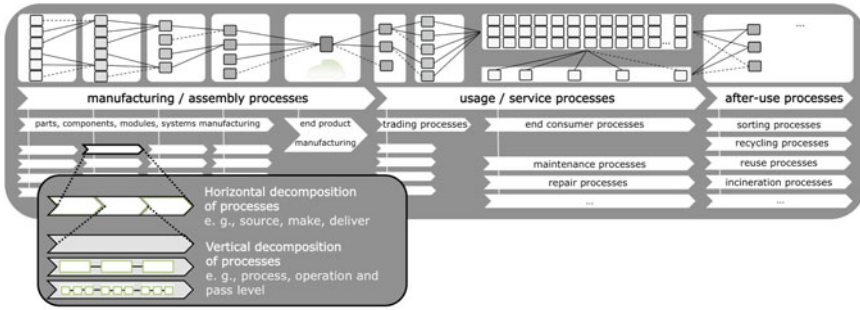 ...
...
manufacturing / assembly processes
usage / service processes
after-use processes
parts, components, modules, systems manufacturing
end product
manufacturing
trading processes
end consumer processes
sorting processes
recycling processes
maintenance processes
reuse processes
repair processes
incineration processes
...
...
Horizontal decomposition
of processes
e. g., source, make, deliver
Vertical decomposition
of processes
e. g., process, operation and
pass level